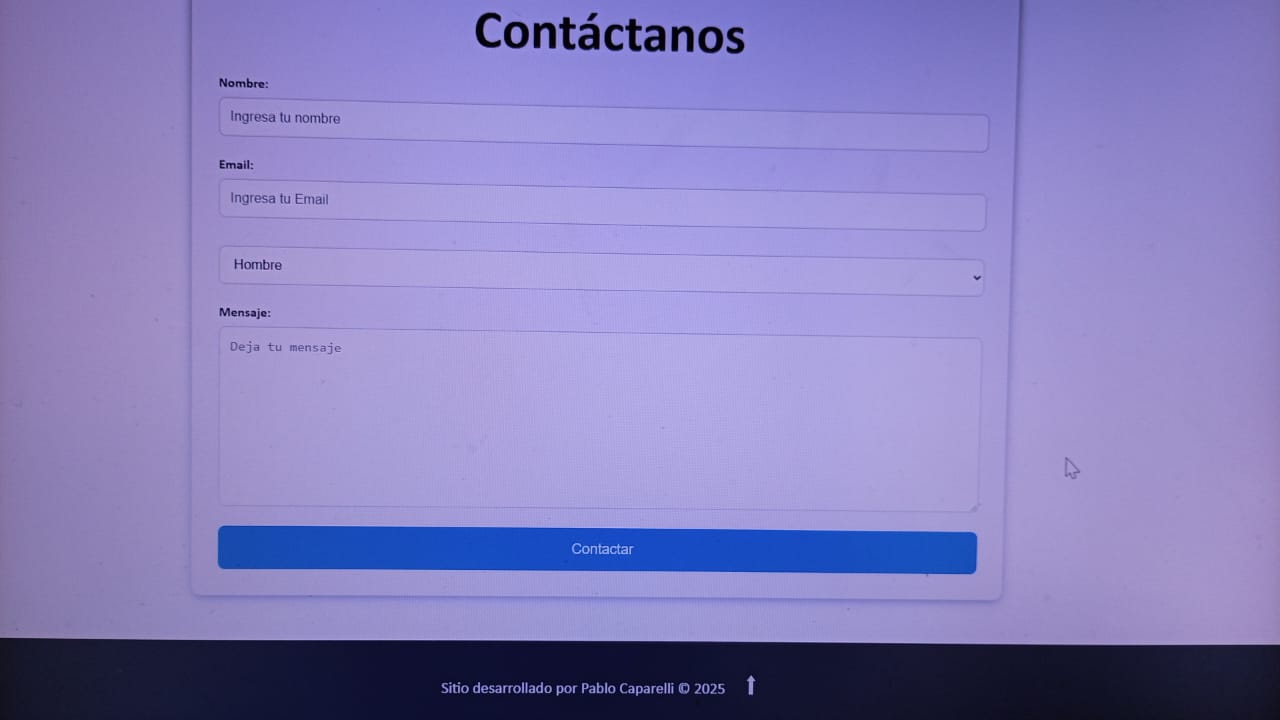 Contáctanos
Nombre:
Ingresa tu nombre
Email:
Ingresa tu Email
Hombre
Mensaje:
Deja tu mensaje
Contactar
Sitio desarrollado por Pablo Caparelli © 2025